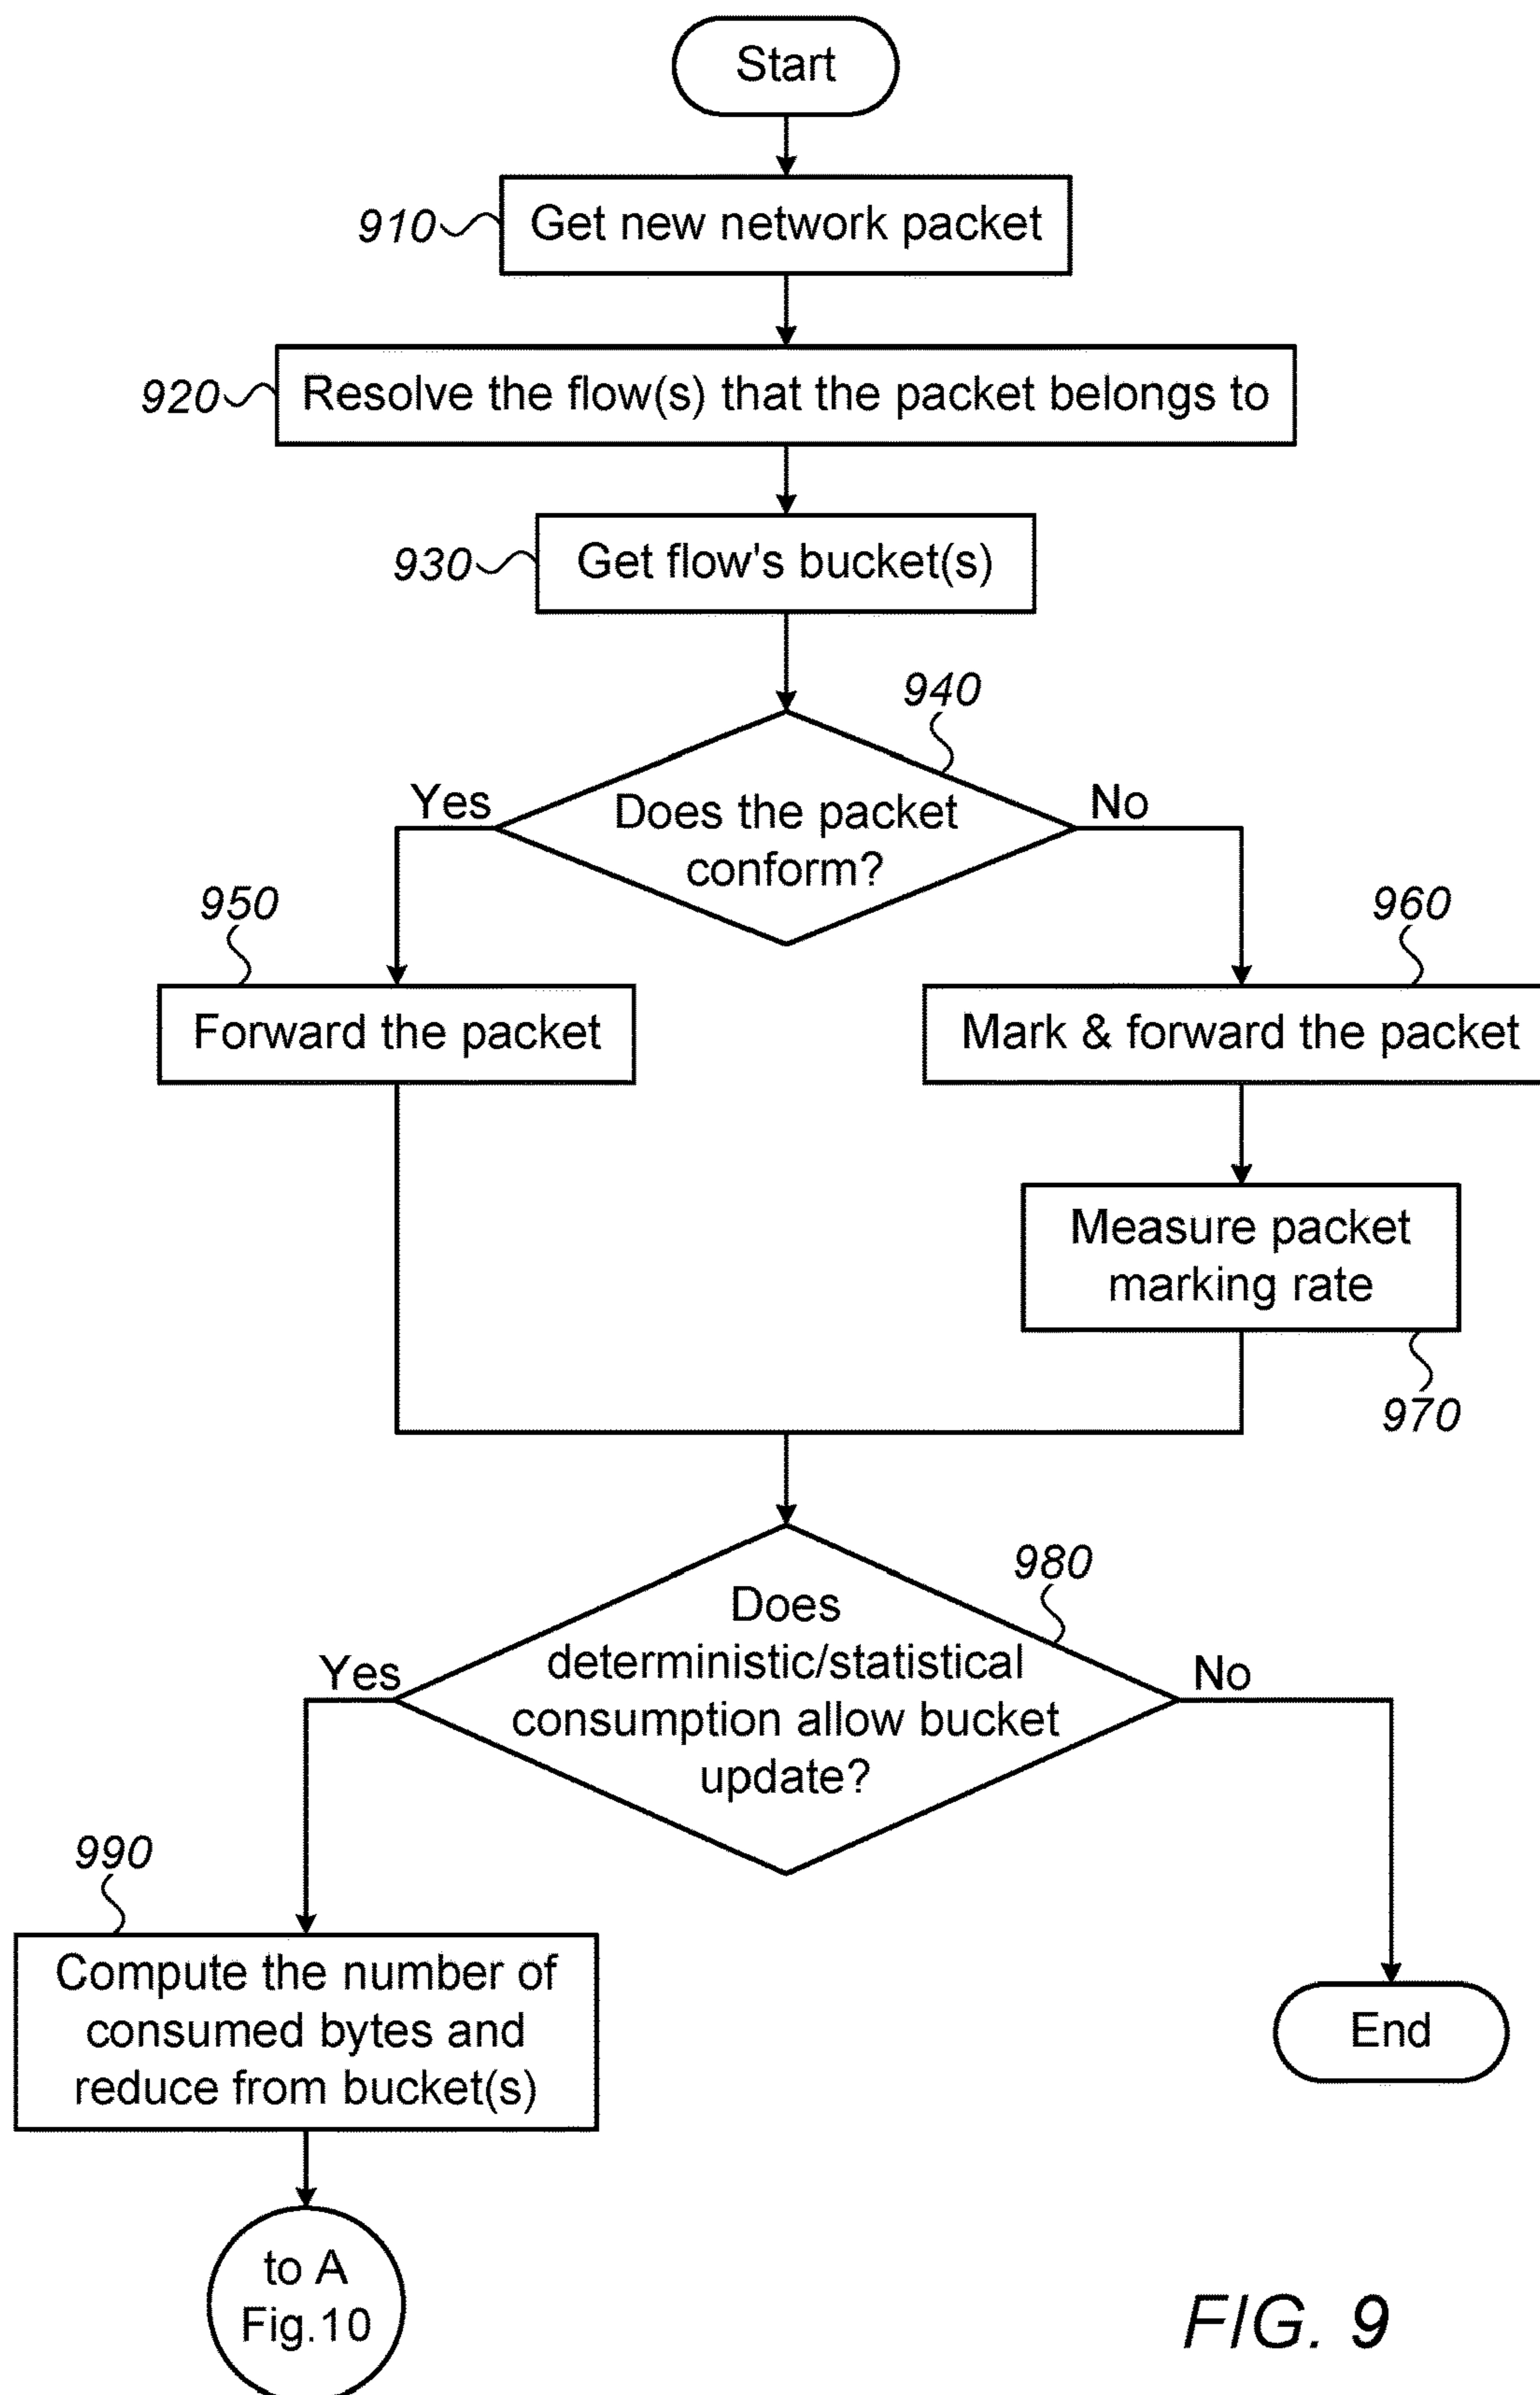 Start
910
Get new network packet
920
Resolve the flow(s) that the packet belongs to
930
Get flow's bucket(s)
940
Yes
No
Does the packet
conform?
950
960
Forward the packet
Mark & forward the packet
Measure packet
marking rate
970
980
Does
deterministic/statistical
consumption allow bucket
update?
Yes
No
990
Compute the number of
consumed bytes and
reduce from bucket(s)
End
to A
Fig.10
FIG. 9